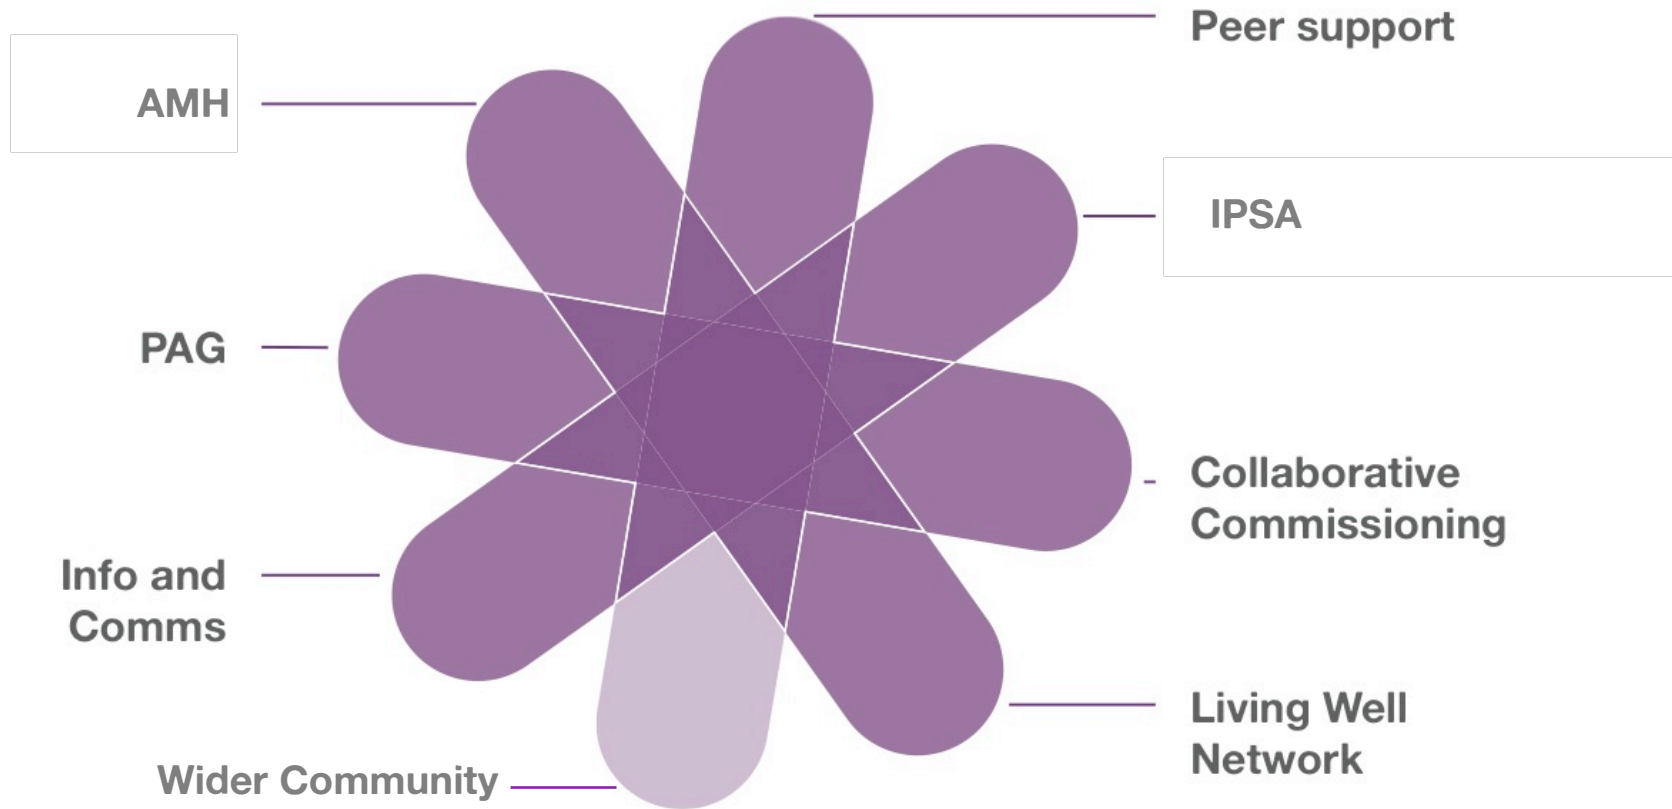 Peer support
AMH
IPSA
PAG
Collaborative
Commissioning
Info and
Comms
Living Well
Network
Wider Community